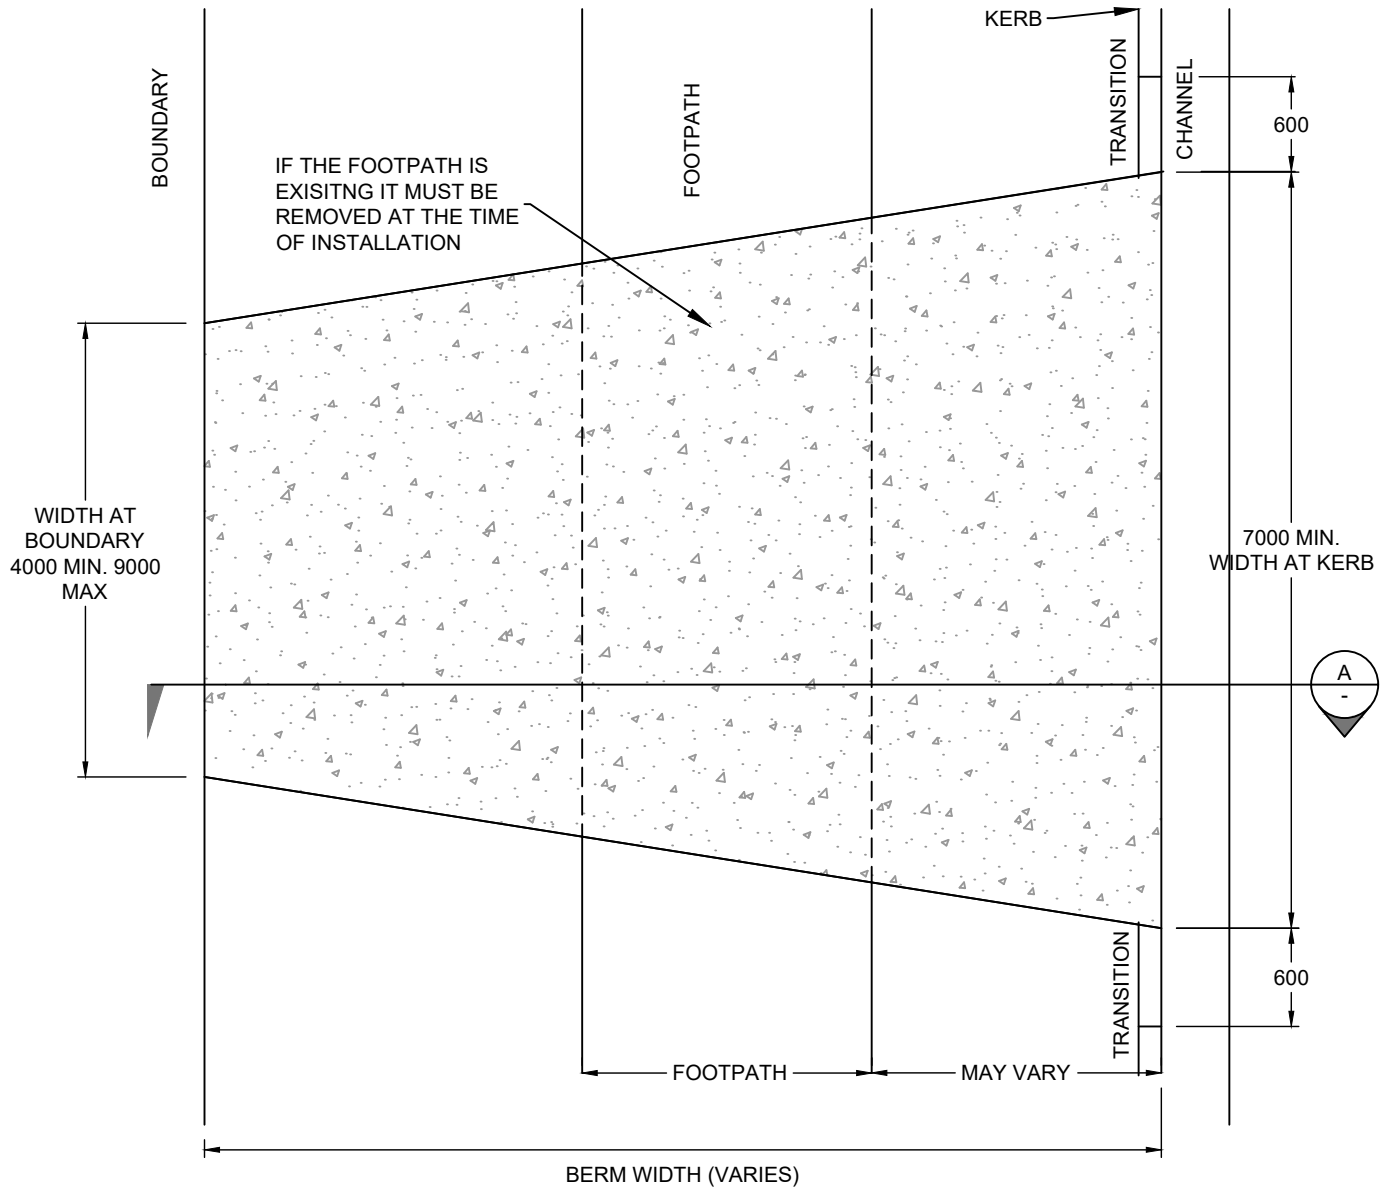 KERB
BOUNDARY
FOOTPATH
TRANSITION
CHANNEL
600
IF THE FOOTPATH IS
EXISITNG IT MUST BE
REMOVED AT THE TIME
OF INSTALLATION
WIDTH AT
BOUNDARY
4000 MIN. 9000
MAX
7000 MIN.
WIDTH AT KERB
A
-
TRANSITION
600
FOOTPATH
MAY VARY
BERM WIDTH (VARIES)